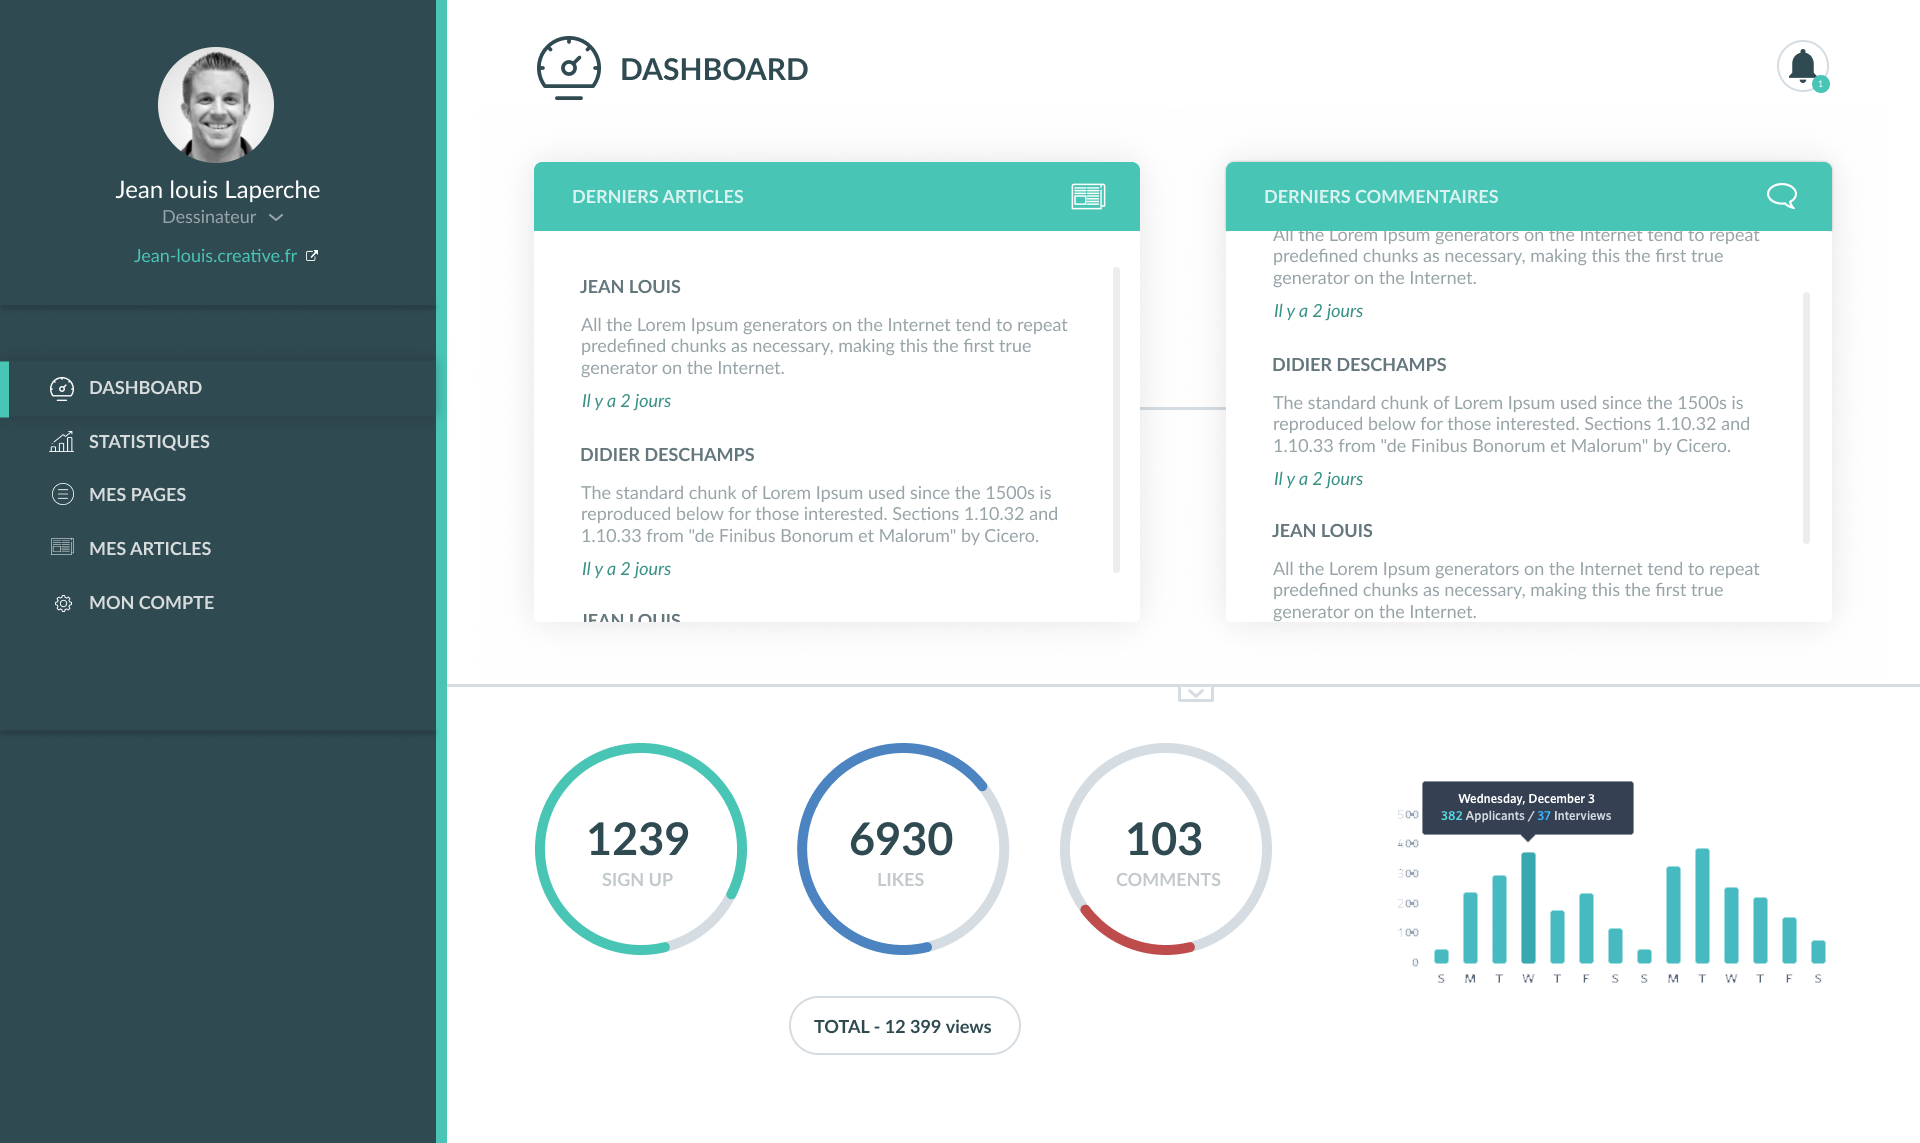 Jean louis Laperche
Dessinateur
Jean-louis.creative.fr
DASHBOARD
STATISTIQUES
MES PAGES
MES ARTICLES
MON COMPTE
DASHBOARD
1
DERNIERS ARTICLES
JEAN LOUIS
All the Lorem Ipsum generators on the Internet tend to repeat
predefined chunks as necessary, making this the first true
generator on the Internet.
Il y a 2 jours
DIDIER DESCHAMPS
The standard chunk of Lorem Ipsum used since the 1500s is
reproduced below for those interested. Sections 1.10.32 and
1.10.33 from "de Finibus Bonorum et Malorum" by Cicero.
Il y a 2 jours
JEAN LOUIS
DERNIERS COMMENTAIRES
All the Lorem Ipsum generators on the Internet tend to repeat
predefined chunks as necessary, making this the first true
generator on the Internet.
Il y a 2 jours
DIDIER DESCHAMPS
The standard chunk of Lorem Ipsum used since the 1500s is
reproduced below for those interested. Sections 1.10.32 and
1.10.33 from "de Finibus Bonorum et Malorum" by Cicero.
Il y a 2 jours
JEAN LOUIS
All the Lorem Ipsum generators on the Internet tend to repeat
predefined chunks as necessary, making this the first true
generator on the Internet.
1239
SIGN UP
6930
LIKES
103
COMMENTS
TOTAL - 12 399 views
Wednesday, December 3
382 Applicants / 37 Interviews
500
400
300
200
100
0
S M T W T F S S M T W T F S